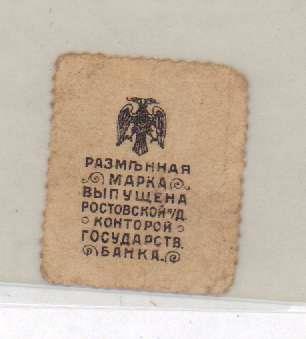 РАЗМѢННАЯ
МАРКА
ВЫПУЩЕНА
РОСТОВСКОЙ н/Д.
КОНТОРОЙ
ГОСУДАРСТВ.
БАНКА.